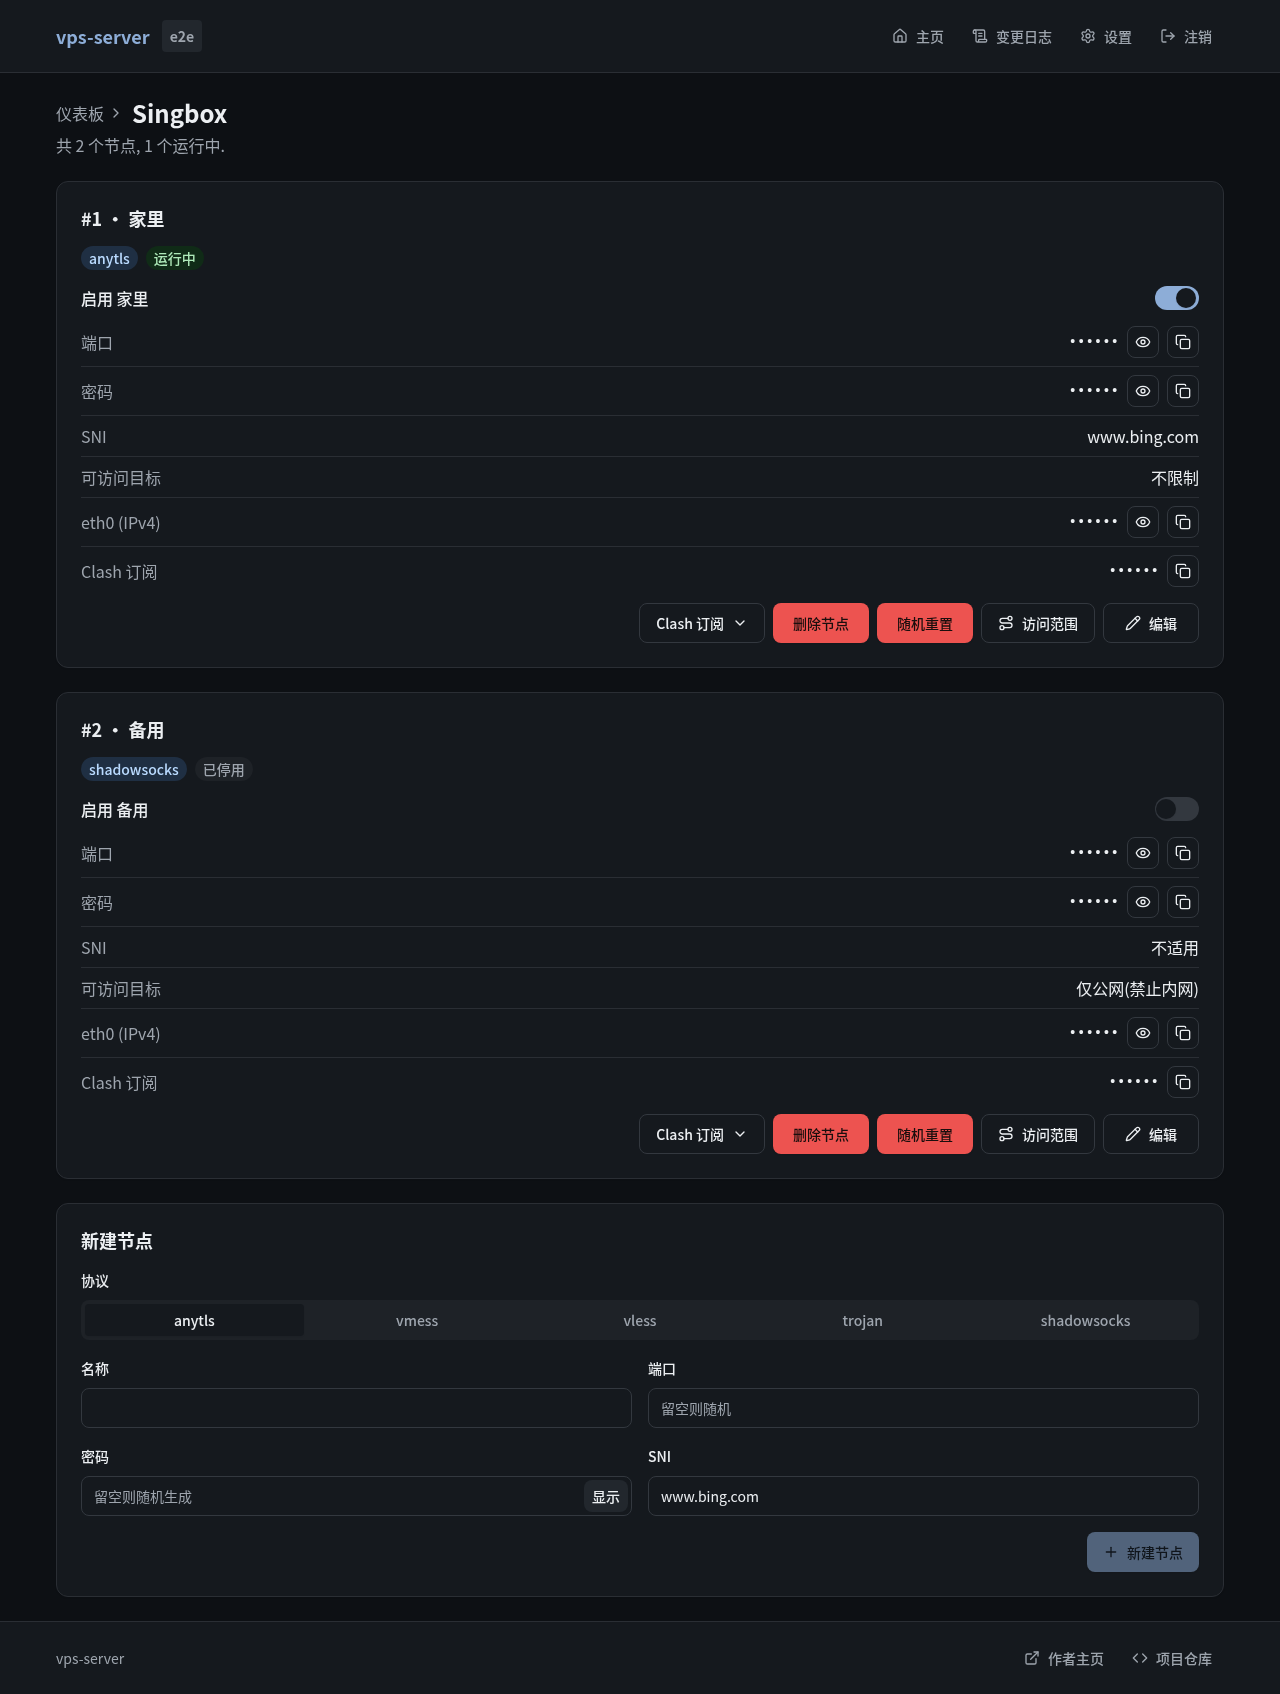 vps-server e2e 主页 变更日志 设置 注销
仪表板 Singbox
共 2 个节点, 1 个运行中.
#1 · 家里
anytls 运行中
启用 家里
端口 ••••••
密码 ••••••
SNI www.bing.com
可访问目标 不限制
eth0 (IPv4) ••••••
Clash 订阅 ••••••
Clash 订阅 删除节点 随机重置 访问范围 编辑
#2 · 备用
shadowsocks 已停用
启用 备用
端口 ••••••
密码 ••••••
SNI 不适用
可访问目标 仅公网(禁止内网)
eth0 (IPv4) ••••••
Clash 订阅 ••••••
Clash 订阅 删除节点 随机重置 访问范围 编辑
新建节点
协议
anytls vmess vless trojan shadowsocks
名称 端口
留空则随机
密码 SNI
留空则随机生成 显示 www.bing.com
新建节点
vps-server 作者主页 项目仓库